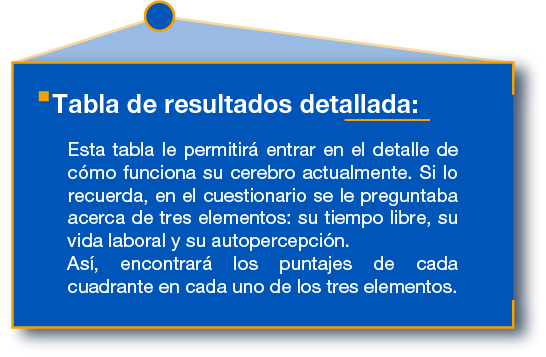 Tabla de resultados detallada:
Esta tabla le permitirá entrar en el detalle de
cómo funciona su cerebro actualmente. Si lo
recuerda, en el cuestionario se le preguntaba
acerca de tres elementos: su tiempo libre, su
vida laboral y su autopercepción.
Así, encontrará los puntajes de cada
cuadrante en cada uno de los tres elementos.